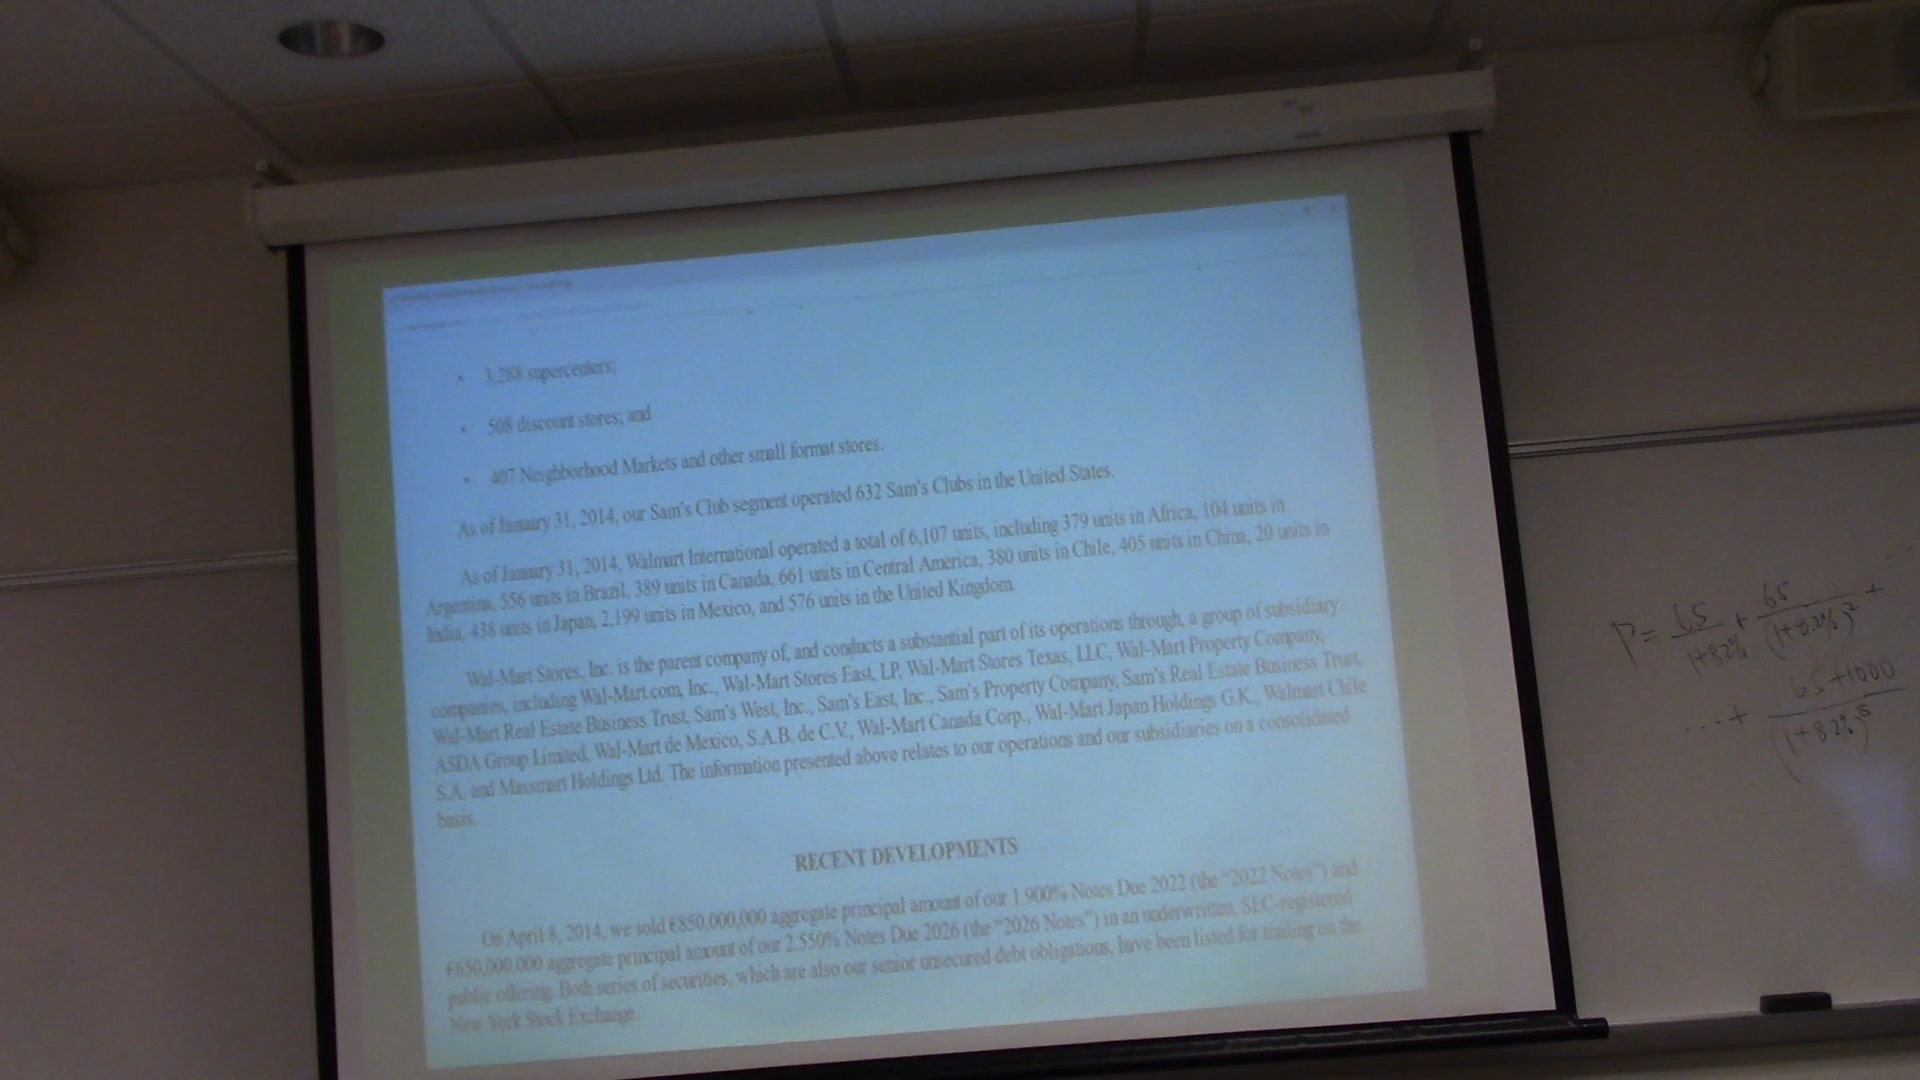 • 3,288 supercenters;
• 508 discount stores; and
• 407 Neighborhood Markets and other small format stores.
As of January 31, 2014, our Sam's Club segment operated 632 Sam's Clubs in the United States.
As of January 31, 2014, Walmart International operated a total of 6,107 units, including 379 units in Africa, 104 units in
Argentina, 556 units in Brazil, 389 units in Canada, 661 units in Central America, 380 units in Chile, 405 units in China, 20 units in
India, 438 units in Japan, 2,199 units in Mexico, and 576 units in the United Kingdom.
Wal-Mart Stores, Inc. is the parent company of, and conducts a substantial part of its operations through, a group of subsidiary
companies, including Wal-Mart.com, Inc., Wal-Mart Stores East, LP, Wal-Mart Stores Texas, LLC, Wal-Mart Property Company,
Wal-Mart Real Estate Business Trust, Sam's West, Inc., Sam's East, Inc., Sam's Property Company, Sam's Real Estate Business Trust,
ASDA Group Limited, Wal-Mart de Mexico, S.A.B. de C.V., Wal-Mart Canada Corp., Wal-Mart Japan Holdings G.K., Walmart Chile
S.A. and Massmart Holdings Ltd. The information presented above relates to our operations and our subsidiaries on a consolidated
basis.
RECENT DEVELOPMENTS
On April 8, 2014, we sold €850,000,000 aggregate principal amount of our 1.900% Notes Due 2022 (the “2022 Notes”) and
€650,000,000 aggregate principal amount of our 2.550% Notes Due 2026 (the “2026 Notes”) in an underwritten, SEC-registered
public offering. Both series of securities, which are also our senior unsecured debt obligations, have been listed for trading on the
New York Stock Exchange.
P = 65 / 1+8.2% + 65 / (1+8.2%)² +
... + 65+1000 / (1+8.2%)⁸